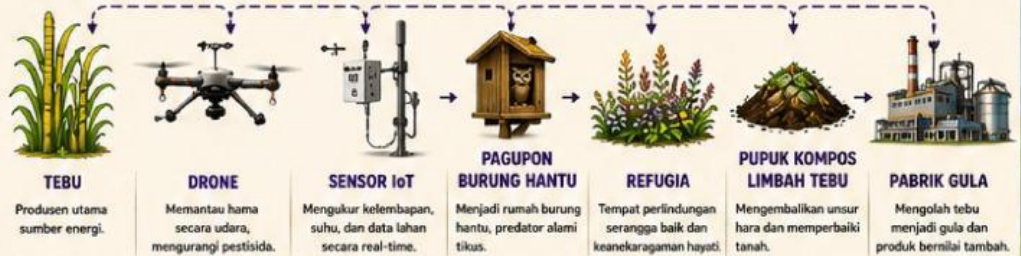 TEBU
Produsen utama
sumber energi.
DRONE
Memantau hama
secara udara,
mengurangi pestisida.
SENSOR IoT
Mengukur kelembapan,
suhu, dan data lahan
secara real-time.
PAGUPON
BURUNG HANTU
Menjadi rumah burung
hantu, predator alami
tikus.
REFUGIA
Tempat perlindungan
serangga baik dan
keanekaragaman hayati.
PUPUK KOMPOS
LIMBAH TEBU
Mengembalikan unsur
hara dan memperbaiki
tanah.
PABRIK GULA
Mengolah tebu
menjadi gula dan
produk bernilai tambah.